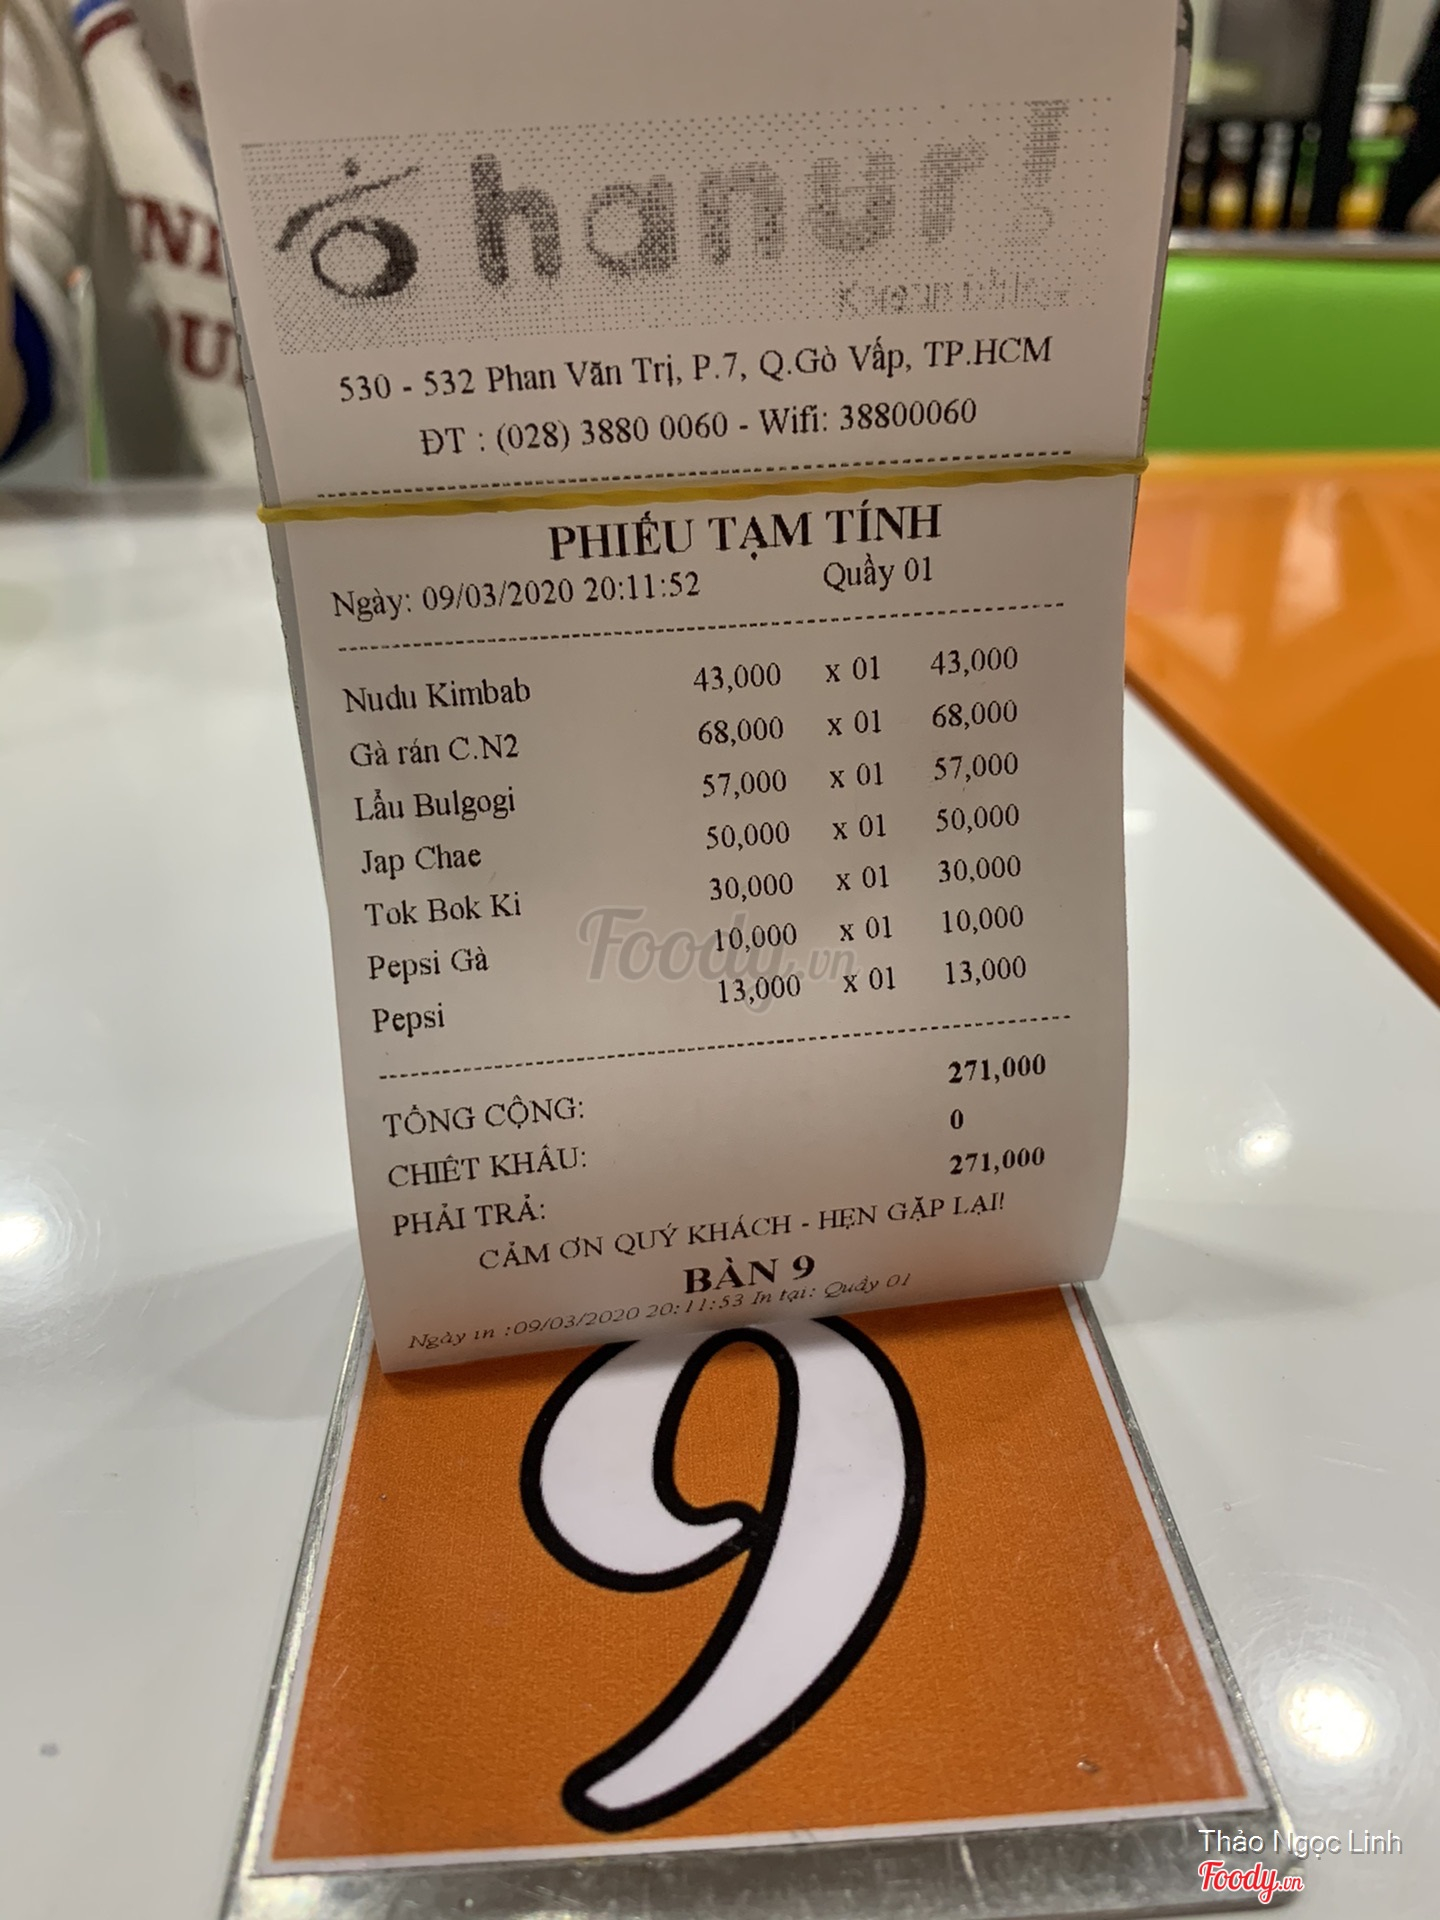 hanuri
530 - 532 Phan Văn Trị, P.7, Q.Gò Vấp, TP.HCM
ĐT : (028) 3880 0060 - Wifi: 38800060
PHIẾU TẠM TÍNH
Ngày: 09/03/2020 20:11:52 Quầy 01
Nudu Kimbab 43,000 x 01 43,000
Gà rán C.N2 68,000 x 01 68,000
Lẩu Bulgogi 57,000 x 01 57,000
Jap Chae 50,000 x 01 50,000
Tok Bok Ki 30,000 x 01 30,000
Pepsi Gà 10,000 x 01 10,000
Pepsi 13,000 x 01 13,000
TỔNG CỘNG: 271,000
CHIẾT KHẤU: 0
PHẢI TRẢ: 271,000
CẢM ƠN QUÝ KHÁCH - HẸN GẶP LẠI!
BÀN 9
Ngày in :09/03/2020 20:11:53 In tại: Quầy 01
9
Foody.vn
Thảo Ngọc Linh
Foody.vn